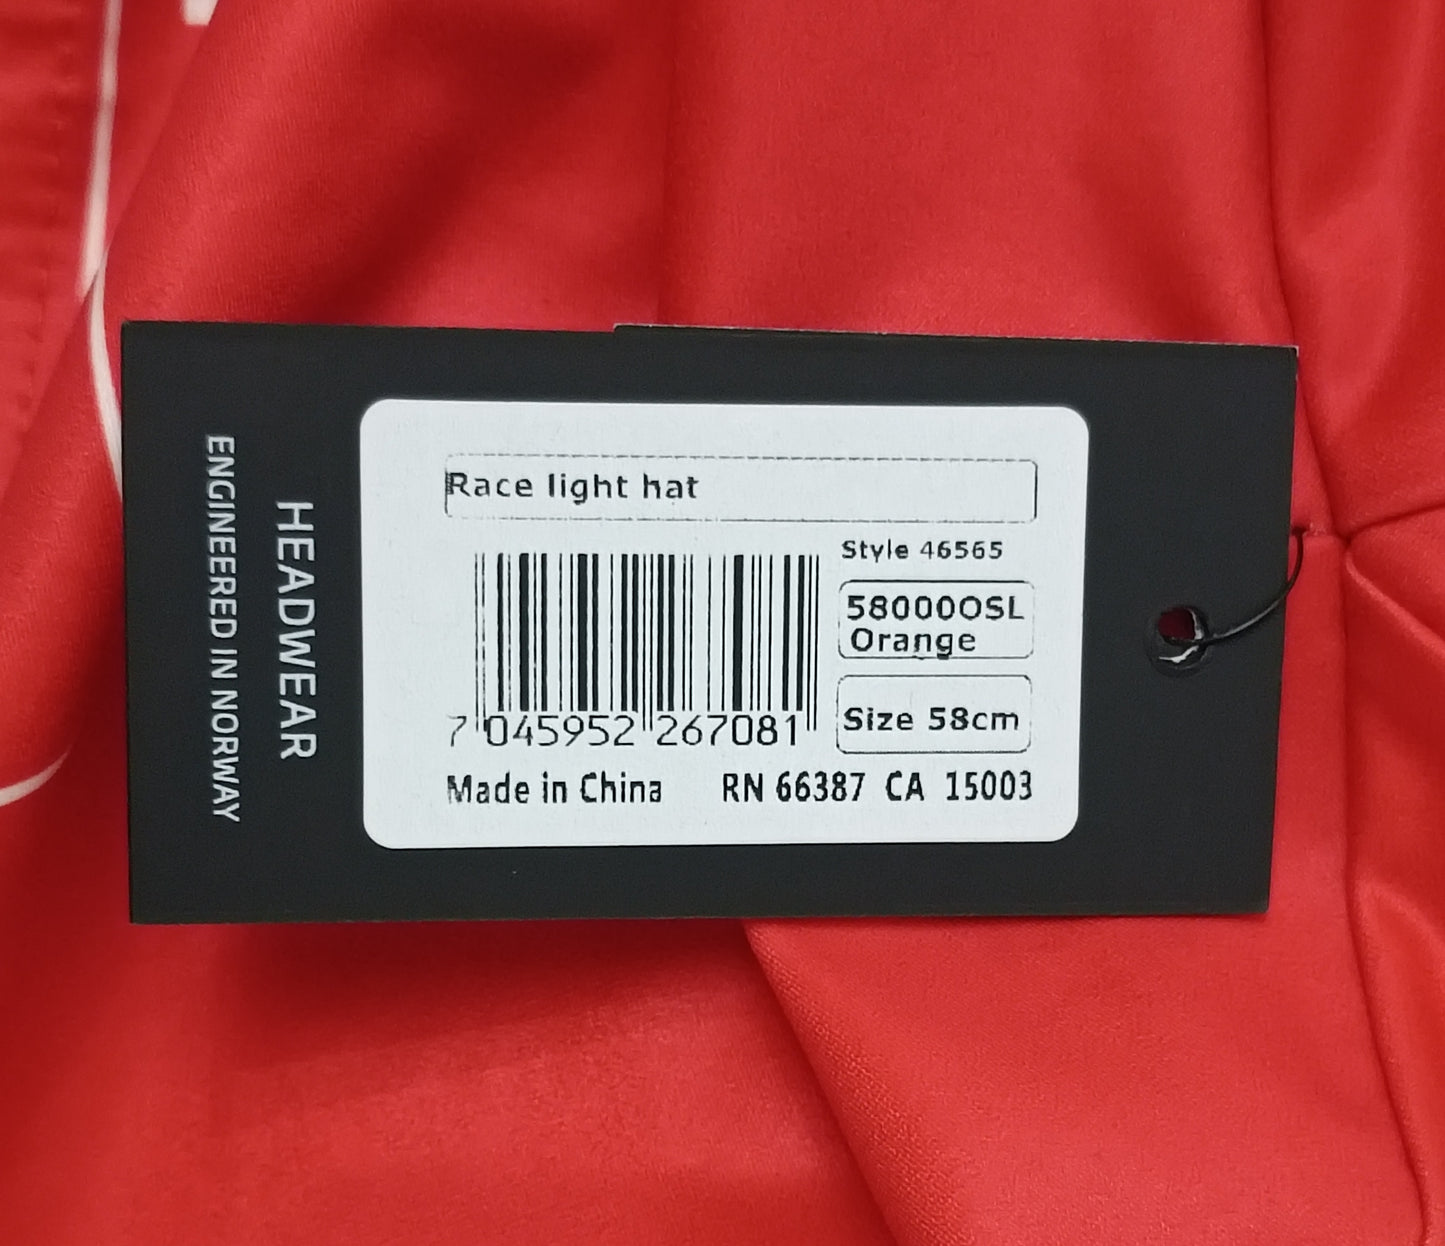 HEADWEAR
ENGINEERED IN NORWAY
Race light hat
Style 46565
58000OSL
Orange
Size 58cm
7 045952 267081
Made in China RN 66387 CA 15003